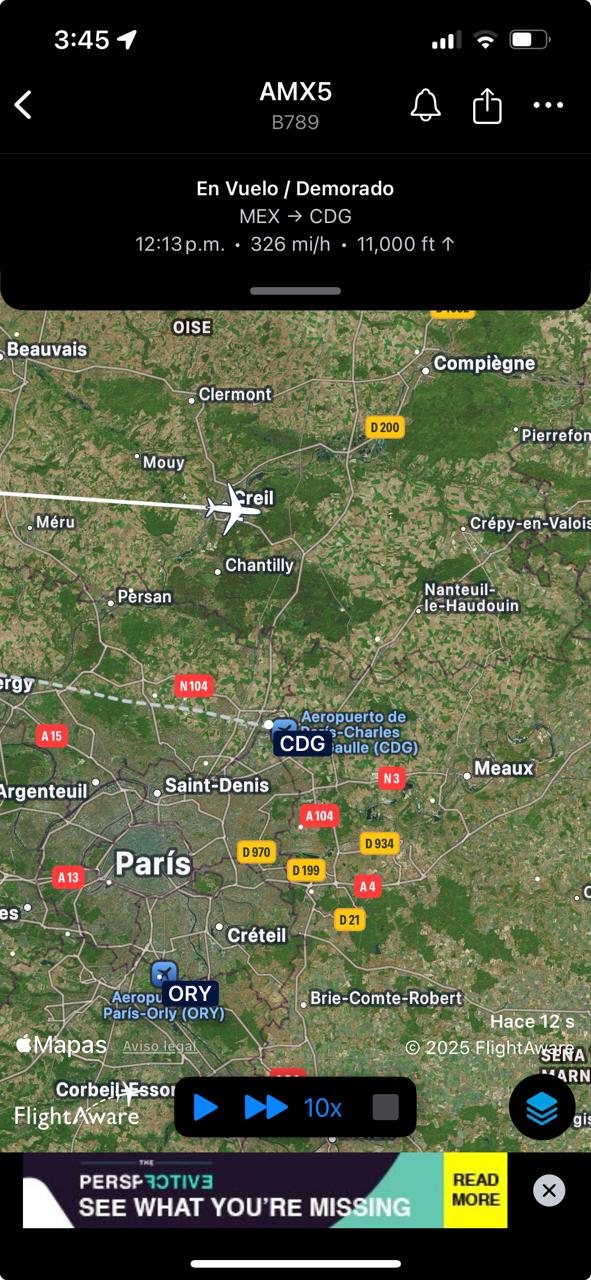 3:45
AMX5
B789
En Vuelo / Demorado
MEX → CDG
12:13 p.m. • 326 mi/h • 11,000 ft ↑
OISE
Beauvais
Compiègne
Clermont
D 200
Mouy
Pierrefon
Creil
Méru
Crépy-en-Valois
Chantilly
Persan
Nanteuil-
le-Haudouin
ergy
N 104
Aeropuerto de
París-Charles
Gaulle (CDG)
CDG
A 15
Meaux
N 3
Argenteuil
Saint-Denis
A 104
D 934
D 970
París
D 199
A 13
A 4
es
D 21
Créteil
ORY
Aeropu
París-Orly (ORY)
Brie-Comte-Robert
Hace 12 s
Mapas
Aviso legal
© 2025 FlightAware
SENA
MARN
Corbeil-Essor
FlightAware
10x
gis
THE
PERSPECTIVE
SEE WHAT YOU'RE MISSING
READ
MORE